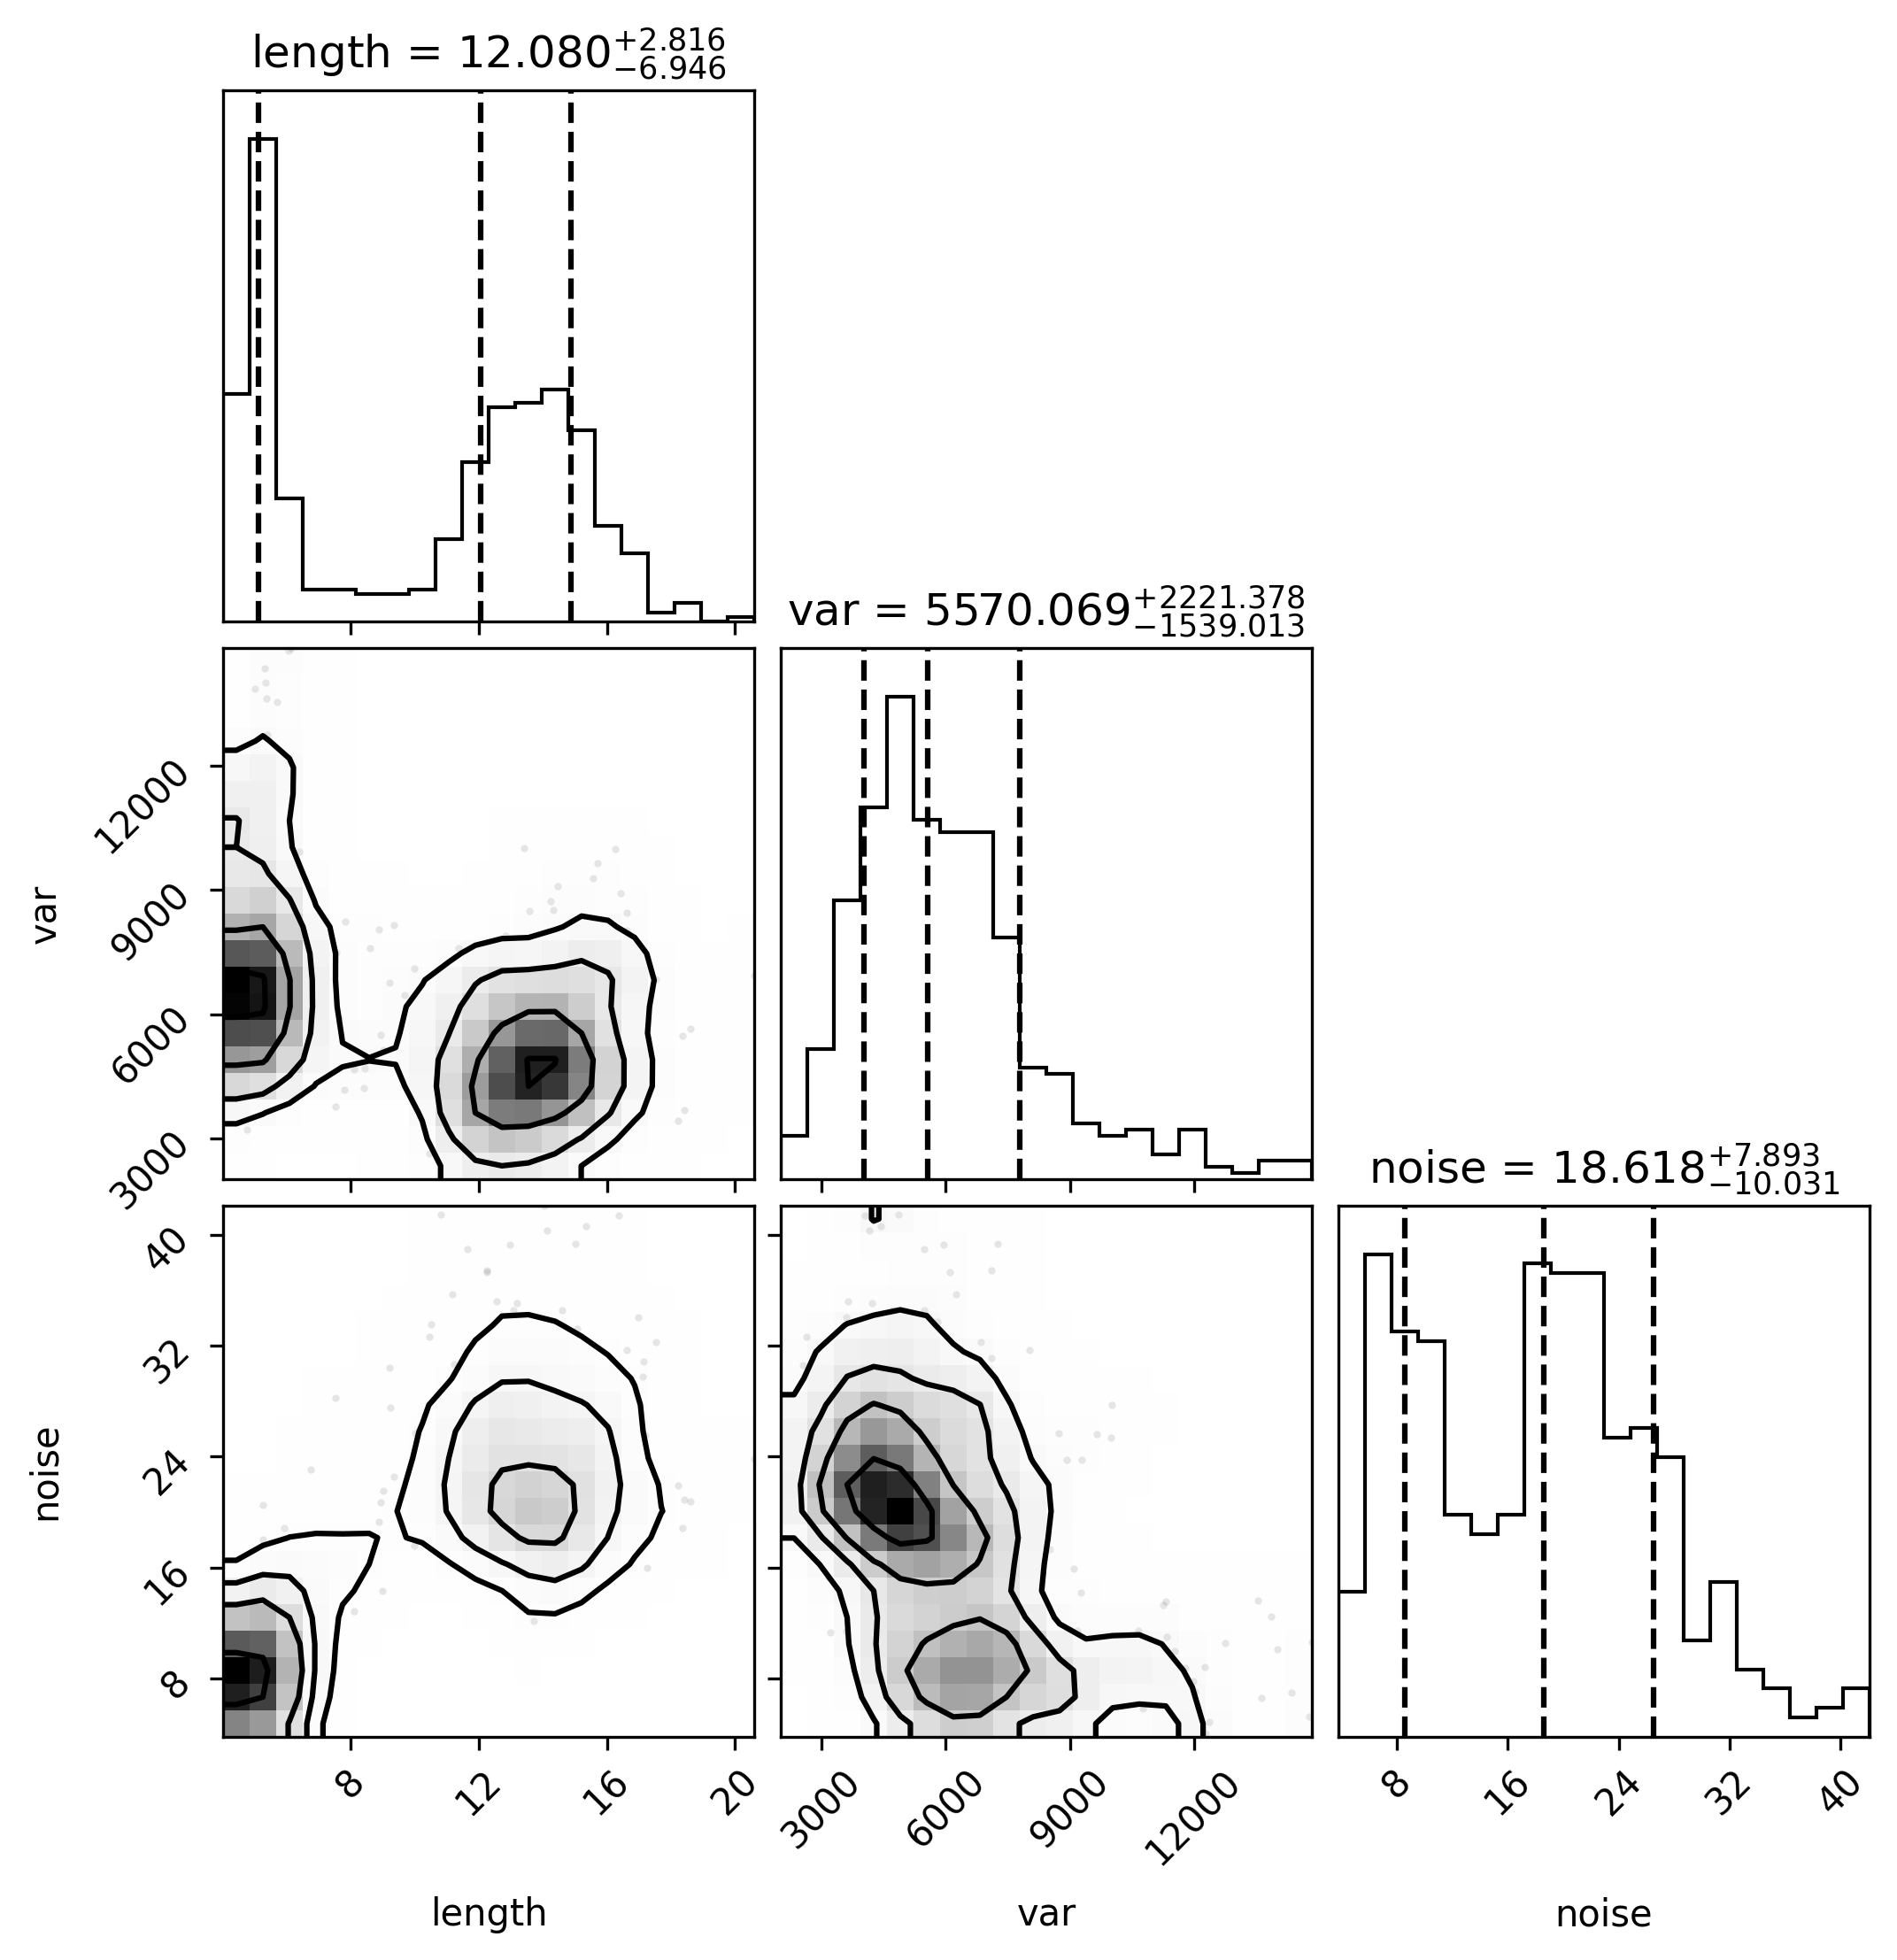 length = 12.080+2.816−6.946
var = 5570.069+2221.378−1539.013
12000
9000
6000
3000
var
noise = 18.618+7.893−10.031
40
32
24
16
8
noise
8 12 16 20
3000 6000 9000 12000
8 16 24 32 40
length var noise